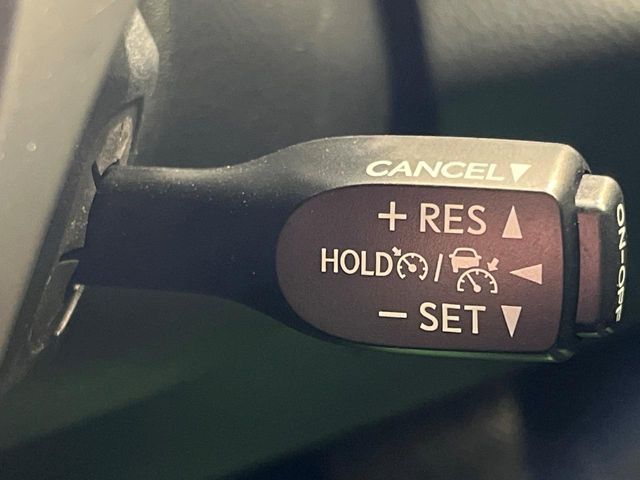 CANCEL▼
+ RES ▲
HOLD / ◀
− SET ▼
ON-OFF